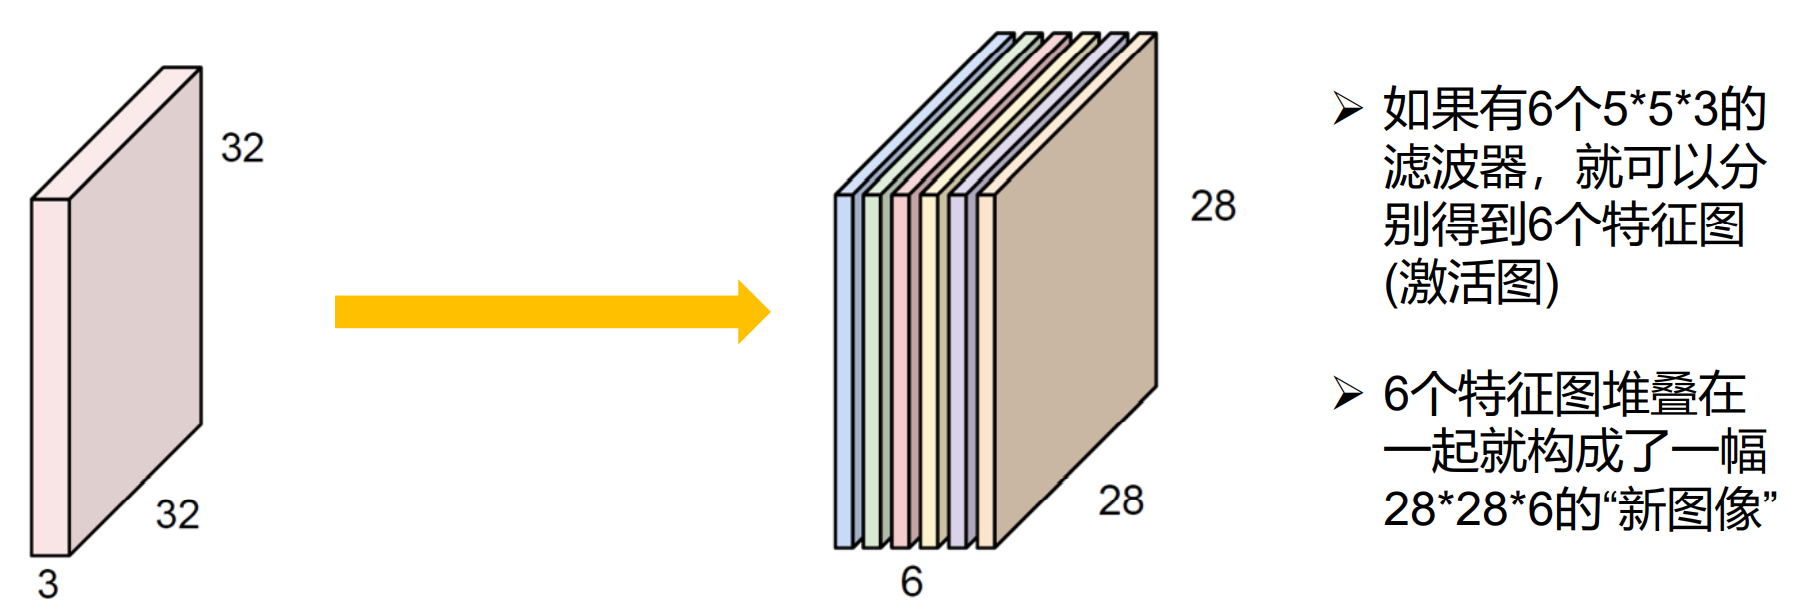 32
32
3
28
28
6
➢ 如果有6个5*5*3的
滤波器，就可以分
别得到6个特征图
(激活图)
➢ 6个特征图堆叠在
一起就构成了一幅
28*28*6的“新图像”